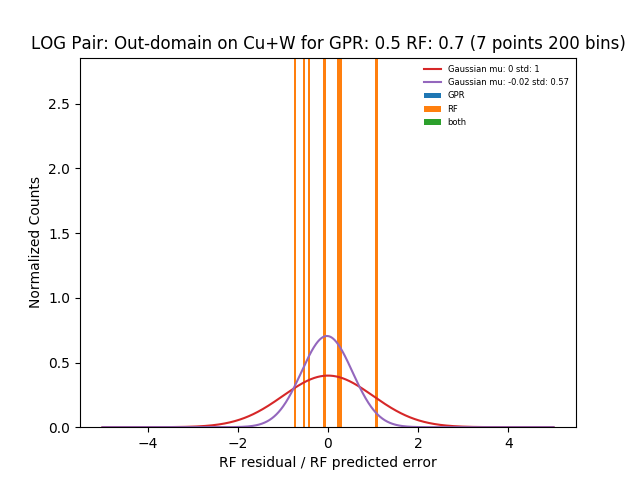 LOG Pair: Out-domain on Cu+W for GPR: 0.5 RF: 0.7 (7 points 200 bins)
Gaussian mu: 0 std: 1
Gaussian mu: -0.02 std: 0.57
GPR
RF
both
2.5
2.0
1.5
1.0
0.5
0.0
Normalized Counts
−4 −2 0 2 4
RF residual / RF predicted error